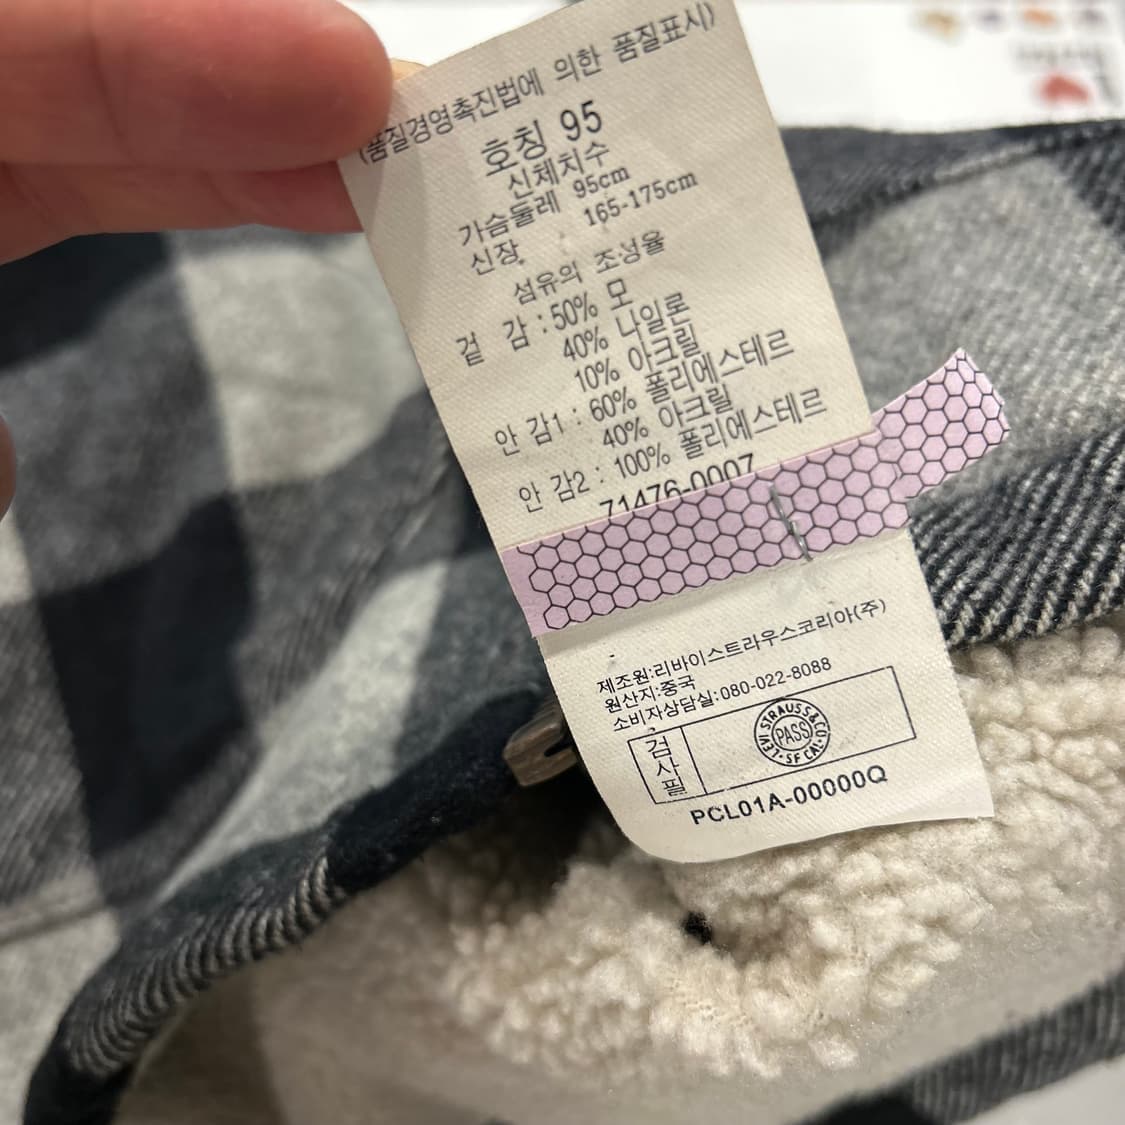 (품질경영촉진법에 의한 품질표시)
호칭 95
신체치수
가슴둘레 95cm
신장 165-175cm
섬유의 조성율
겉 감 : 50% 모
40% 나일론
10% 아크릴
안 감1 : 60% 폴리에스테르
40% 아크릴
안 감2 : 100% 폴리에스테르
71476-0007
제조원:리바이스트라우스코리아(주)
원산지:중국
소비자상담실:080-022-8088
검사필
LEVI STRAUSS & CO
PASS
S F CAL
PCL01A-00000Q